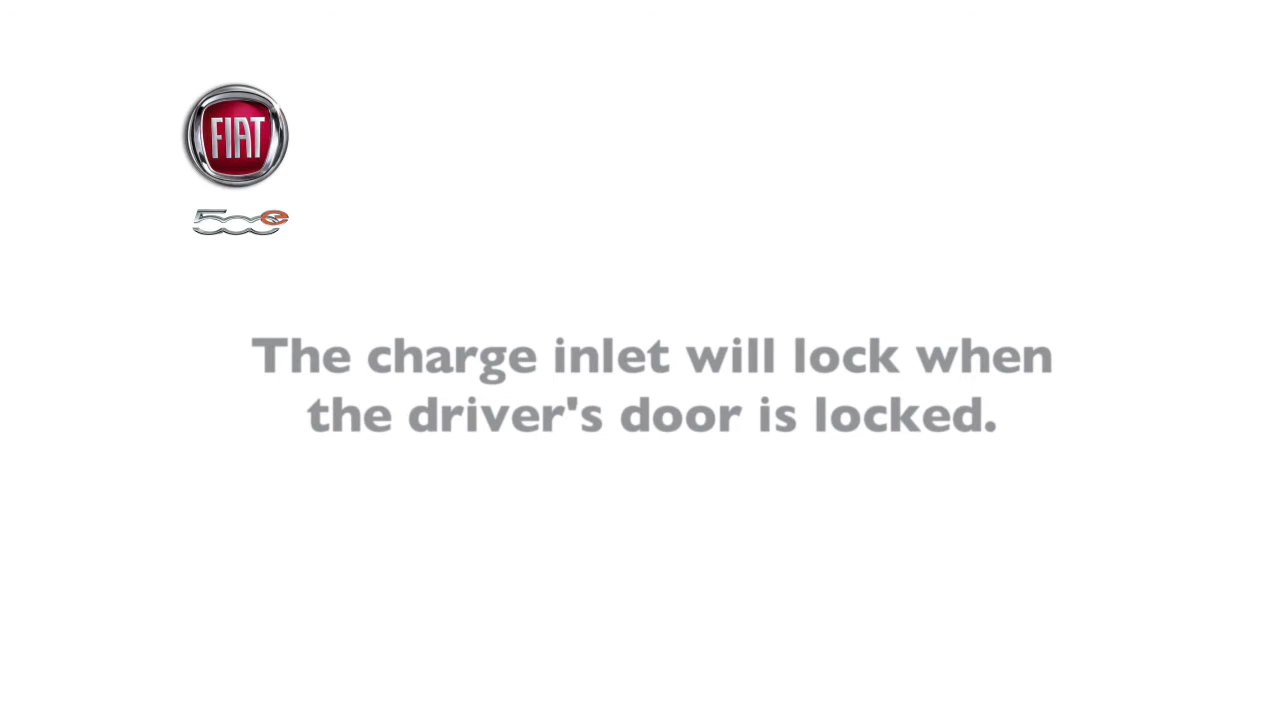 FIAT
500e
The charge inlet will lock when
the driver's door is locked.